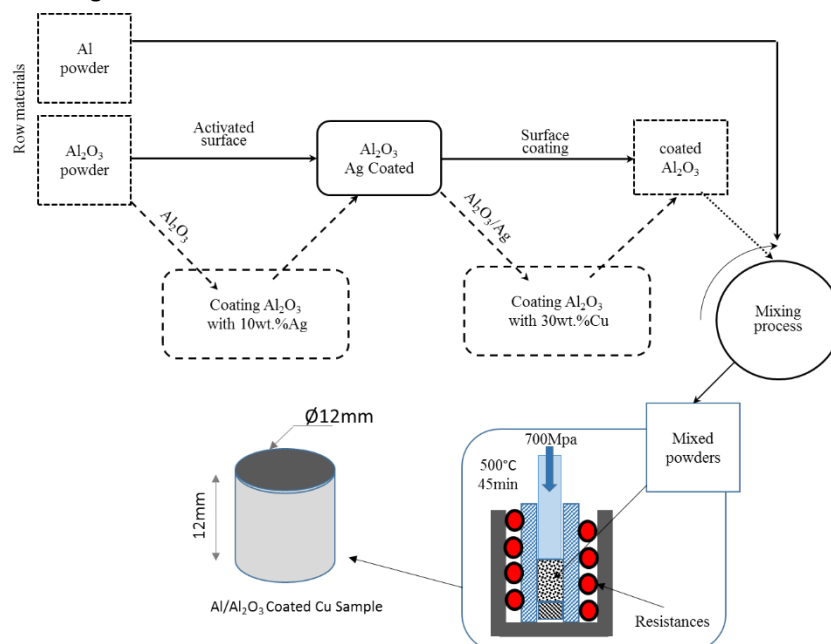 Row materials
Al
powder
Al₂O₃
powder
Activated
surface
Al₂O₃
Ag Coated
Surface
coating
coated
Al₂O₃
Al₂O₃
Al₂O₃/Ag
Coating Al₂O₃
with 10wt.%Ag
Coating Al₂O₃
with 30wt.%Cu
Mixing
process
Mixed
powders
700Mpa
500°C
45min
Resistances
Ø12mm
12mm
Al/Al₂O₃ Coated Cu Sample